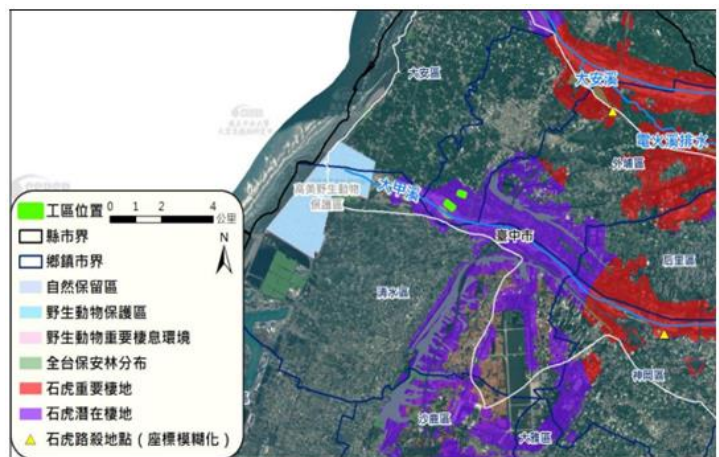 大安區
大安溪
電火溪排水
外埔區
大甲溪
高美野生動物
保護區
臺中市
后里區
清水區
神岡區
沙鹿區
大雅區
工區位置
0 1 2 4
公里
N
縣市界
鄉鎮市界
自然保留區
野生動物保護區
野生動物重要棲息環境
全台保安林分布
石虎重要棲地
石虎潛在棲地
石虎路殺地點（座標模糊化）